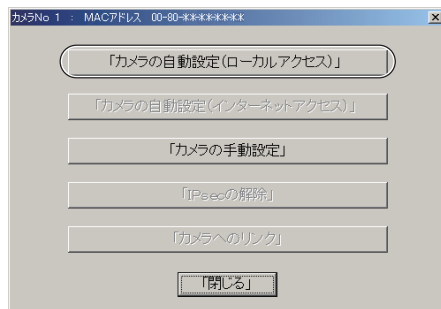 カメラNo 1 : MACアドレス 00-80-**-**-**-**
「カメラの自動設定(ローカルアクセス)」
「カメラの自動設定(インターネットアクセス)」
「カメラの手動設定」
「IPsecの解除」
「カメラへのリンク」
「閉じる」